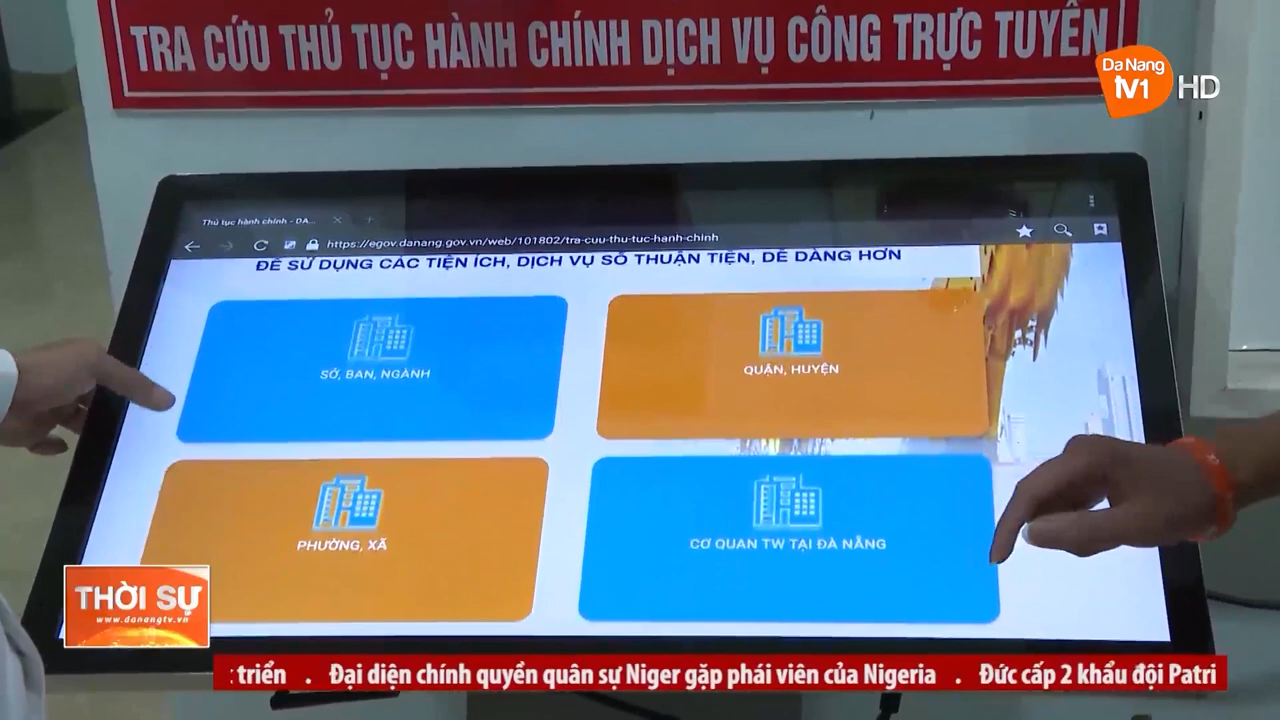 TRA CỨU THỦ TỤC HÀNH CHÍNH DỊCH VỤ CÔNG TRỰC TUYẾN
Da Nang
TV1 HD
Thủ tục hành chính - DA...
https://egov.danang.gov.vn/web/101802/tra-cuu-thu-tuc-hanh-chinh
ĐỂ SỬ DỤNG CÁC TIỆN ÍCH, DỊCH VỤ SỐ THUẬN TIỆN, DỄ DÀNG HƠN
SỞ, BAN, NGÀNH
QUẬN, HUYỆN
PHƯỜNG, XÃ
CƠ QUAN TW TẠI ĐÀ NẴNG
THỜI SỰ
www.danangtv.vn
triển . Đại diện chính quyền quân sự Niger gặp phái viên của Nigeria . Đức cấp 2 khẩu đội Patri